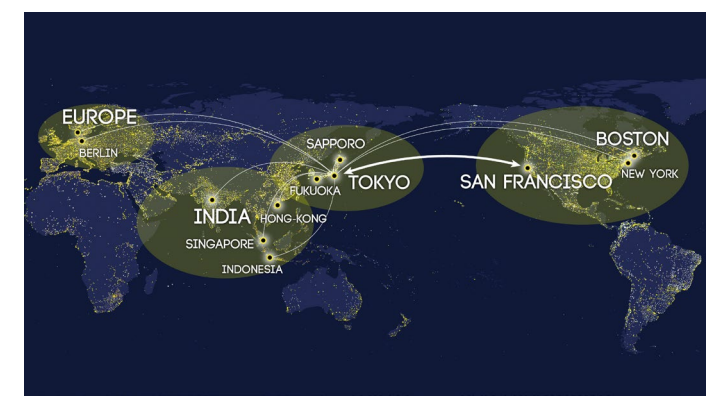 EUROPE
BERLIN
SAPPORO
FUKUOKA
TOKYO
INDIA
HONG-KONG
SINGAPORE
INDONESIA
BOSTON
NEW YORK
SAN FRANCISCO